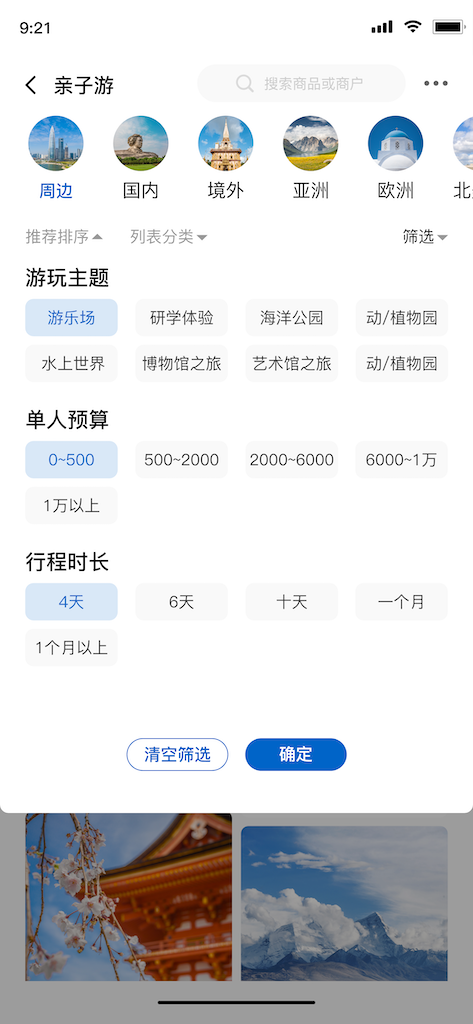 9:21
亲子游 搜索商品或商户
周边 国内 境外 亚洲 欧洲
推荐排序 列表分类 筛选
游玩主题
游乐场 研学体验 海洋公园 动/植物园
水上世界 博物馆之旅 艺术馆之旅 动/植物园
单人预算
0~500 500~2000 2000~6000 6000~1万
1万以上
行程时长
4天 6天 十天 一个月
1个月以上
清空筛选 确定